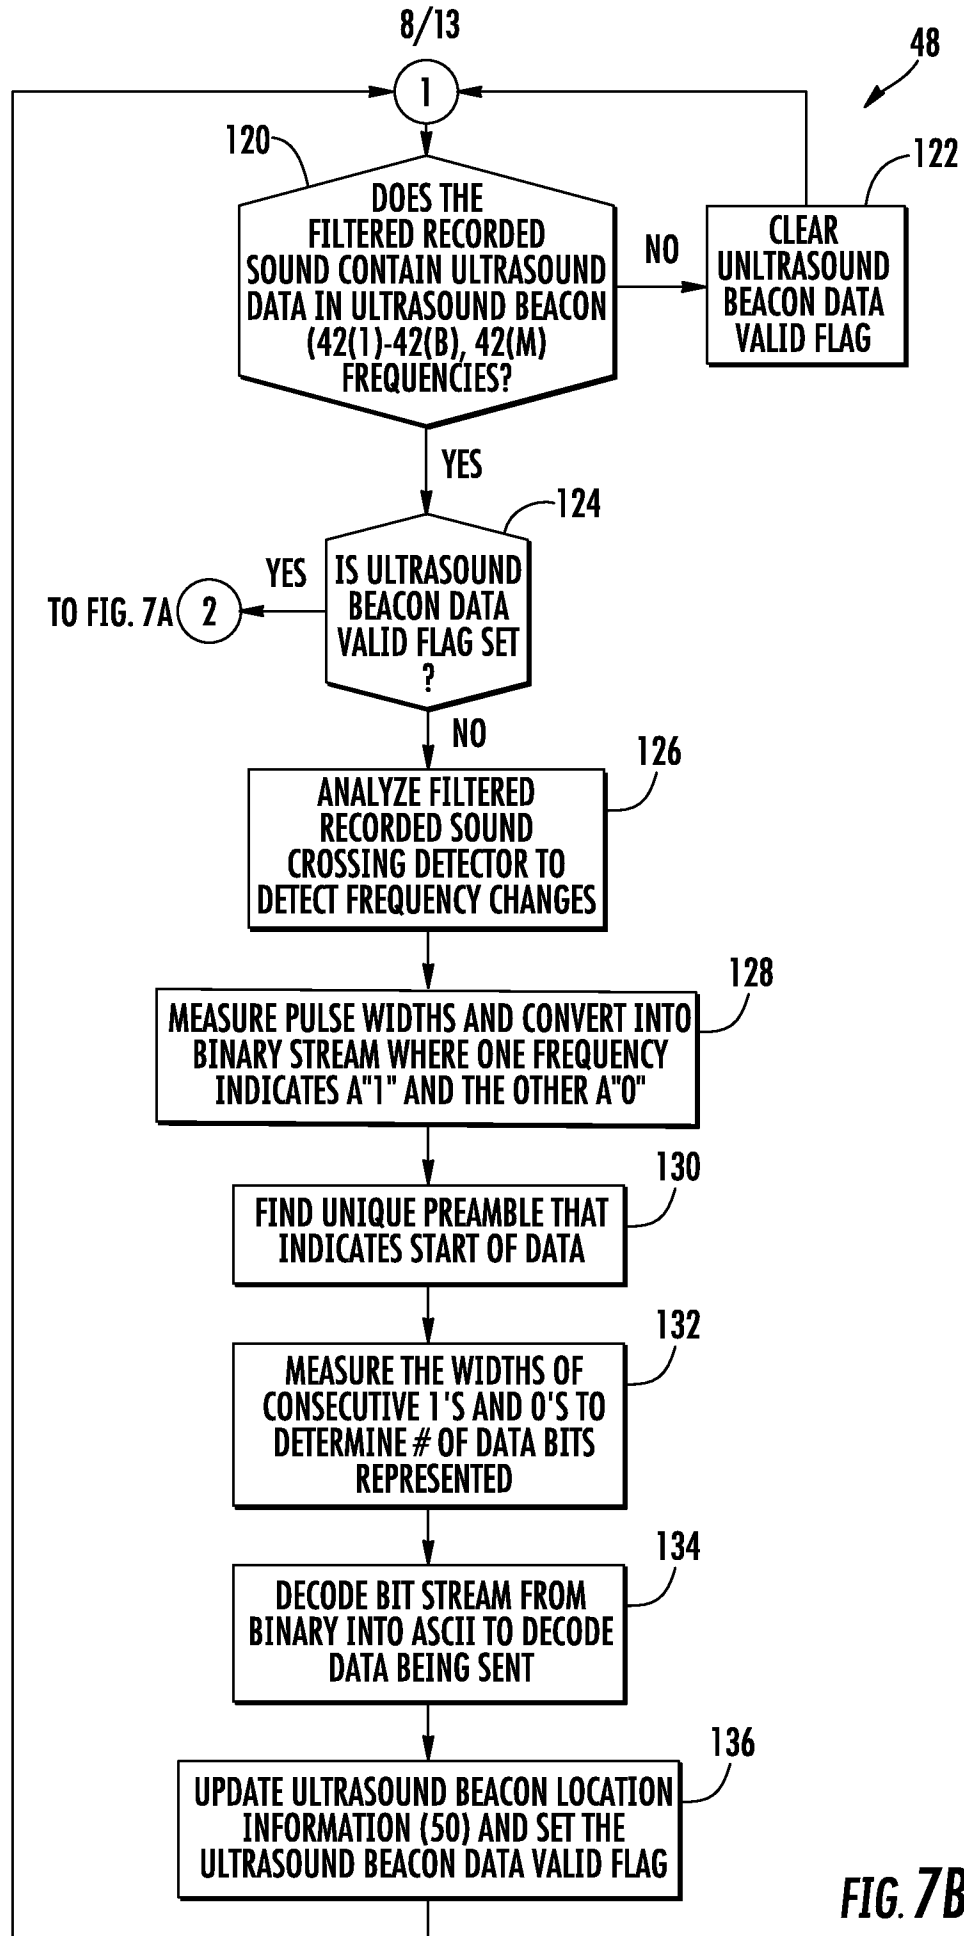 8/13
48
1
120
122
DOES THE
FILTERED RECORDED
SOUND CONTAIN ULTRASOUND
DATA IN ULTRASOUND BEACON
(42(1)-42(B), 42(M)
FREQUENCIES?
NO
CLEAR
UNLTRASOUND
BEACON DATA
VALID FLAG
YES
124
IS ULTRASOUND
BEACON DATA
VALID FLAG SET
?
YES
TO FIG. 7A
2
NO
126
ANALYZE FILTERED
RECORDED SOUND
CROSSING DETECTOR TO
DETECT FREQUENCY CHANGES
128
MEASURE PULSE WIDTHS AND CONVERT INTO
BINARY STREAM WHERE ONE FREQUENCY
INDICATES A"1" AND THE OTHER A"0"
130
FIND UNIQUE PREAMBLE THAT
INDICATES START OF DATA
132
MEASURE THE WIDTHS OF
CONSECUTIVE 1'S AND 0'S TO
DETERMINE # OF DATA BITS
REPRESENTED
134
DECODE BIT STREAM FROM
BINARY INTO ASCII TO DECODE
DATA BEING SENT
136
UPDATE ULTRASOUND BEACON LOCATION
INFORMATION (50) AND SET THE
ULTRASOUND BEACON DATA VALID FLAG
FIG. 7B